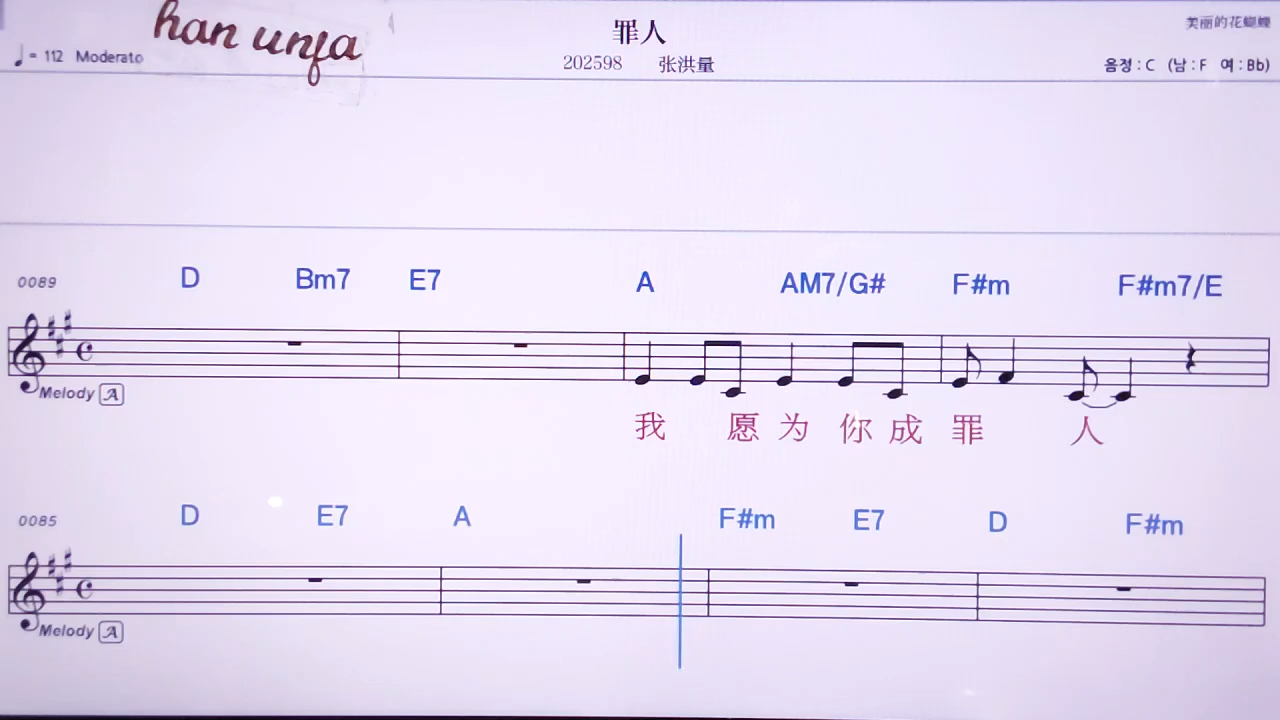 han unfa
罪人
美丽的花蝴蝶
♩= 112 Moderato
202598 张洪量
음정 : C (남 : F 여 : Bb)
0089 D Bm7 E7 A AM7/G# F#m F#m7/E
Melody A
我 愿 为 你 成 罪 人
0085 D E7 A F#m E7 D F#m
Melody A